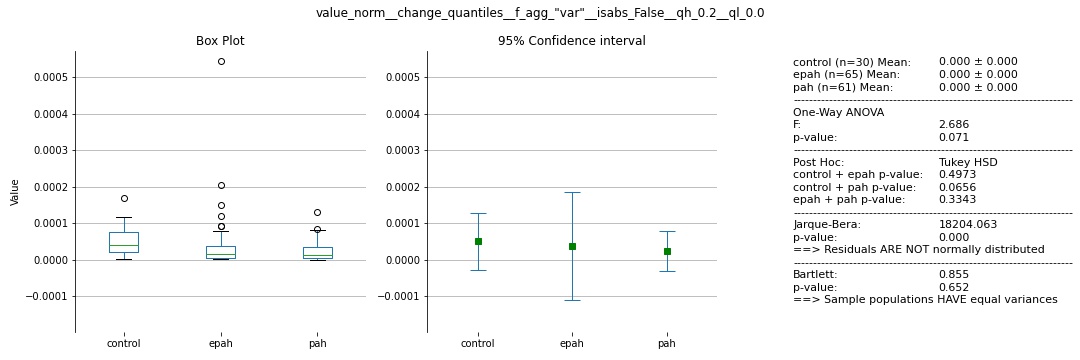 value_norm__change_quantiles__f_agg_"var"__isabs_False__qh_0.2__ql_0.0
Box Plot
Value
0.0005
0.0004
0.0003
0.0002
0.0001
0.0000
−0.0001
control epah pah
95% Confidence interval
0.0005
0.0004
0.0003
0.0002
0.0001
0.0000
−0.0001
control epah pah
control (n=30) Mean: 0.000 ± 0.000
epah (n=65) Mean: 0.000 ± 0.000
pah (n=61) Mean: 0.000 ± 0.000
One-Way ANOVA
F: 2.686
p-value: 0.071
Post Hoc: Tukey HSD
control + epah p-value: 0.4973
control + pah p-value: 0.0656
epah + pah p-value: 0.3343
Jarque-Bera: 18204.063
p-value: 0.000
==> Residuals ARE NOT normally distributed
Bartlett: 0.855
p-value: 0.652
==> Sample populations HAVE equal variances